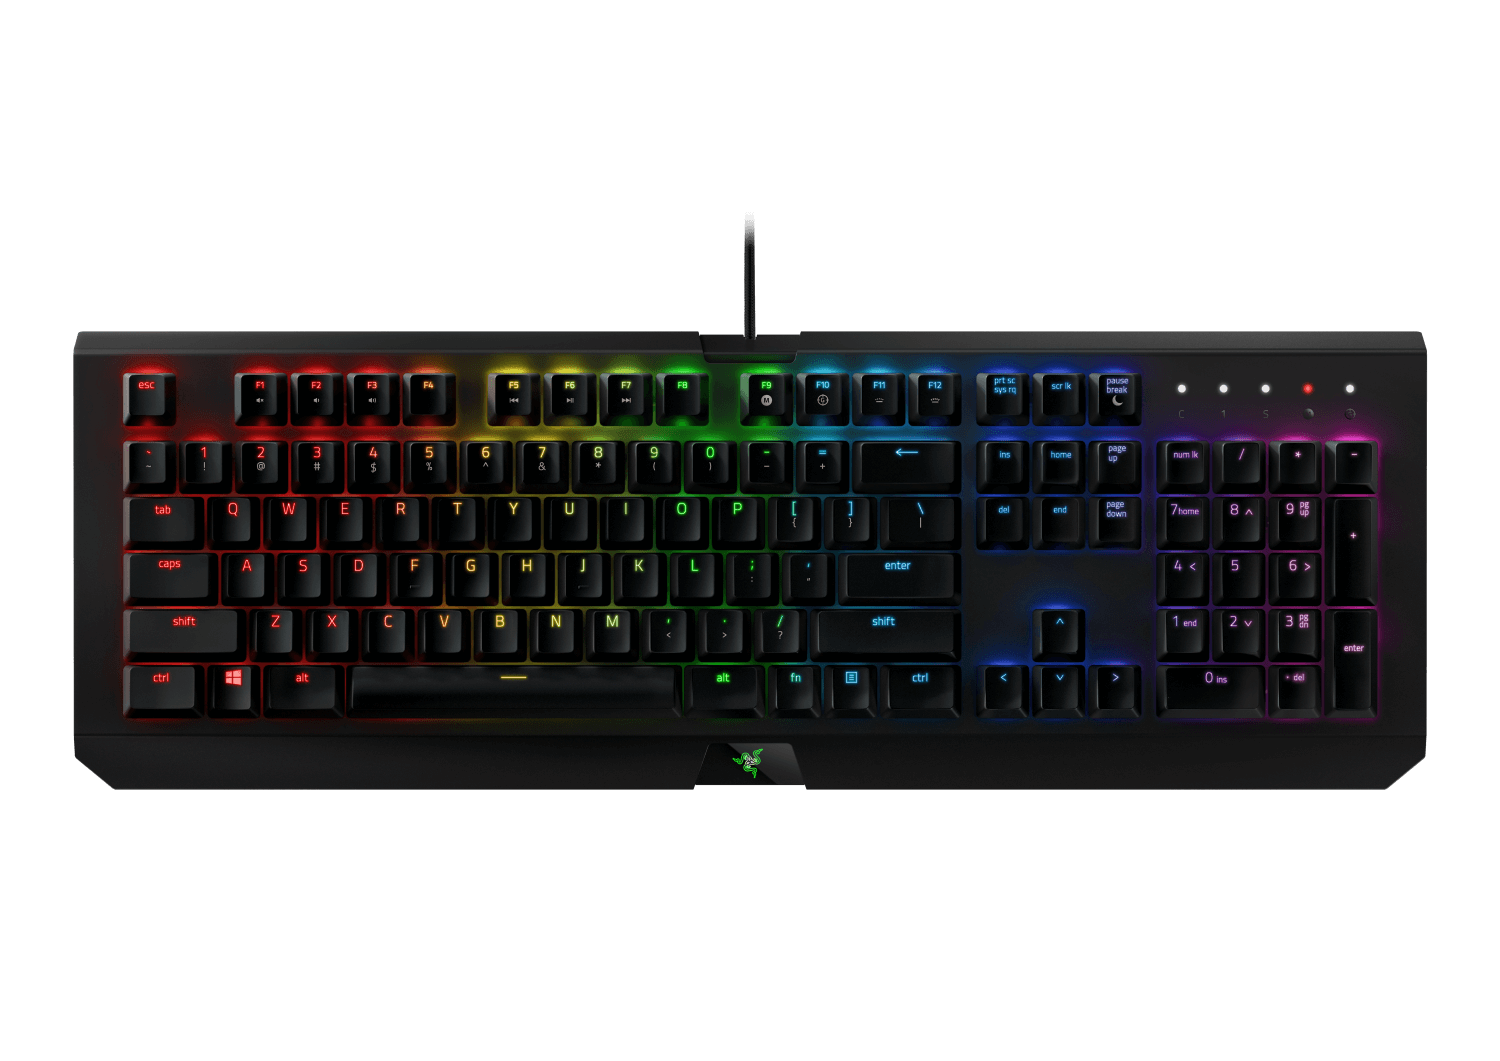 esc F1 F2 F3 F4 F5 F6 F7 F8 F9 F10 F11 F12 prt sc scr lk pause
sys rq break
M G
C 1 S
` 1 2 3 4 5 6 7 8 9 0 - = ins home page num lk / * -
~ ! @ # $ % ^ & * ( ) _ + up
tab Q W E R T Y U I O P [ ] \ del end page 7 home 8 9 pg
{ } | down up
+
caps A S D F G H J K L ; ' enter 4 < 5 6 >
: "
shift Z X C V B N M , . / shift 1 end 2 3 pg
< > ? dn
enter
ctrl alt alt fn ctrl 0 ins . del